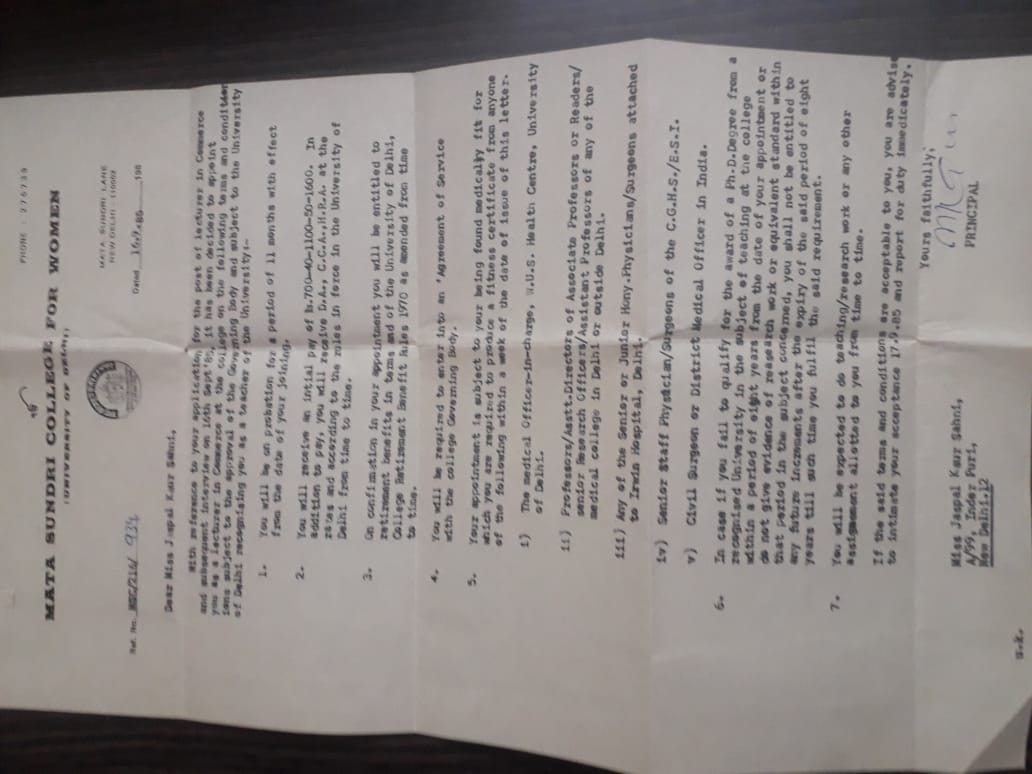 PHONE : 276739
MATA SUNDRI COLLEGE FOR WOMEN
(UNIVERSITY OF DELHI)
MATA SUNDRI LANE
NEW DELHI-110002
Ref. No. MSC/216/ 934
Dated 16.9.85 198
Dear Miss Jaspal Kaur Sahni,
With reference to your application for the post of lecturer in Commerce
and subsequent interview on 10th Sept'85, it has been decided to appoint
you as a lecturer in Commerce at the college on the following terms and condit
ions subject to the approval of the Governing Body and subject to the University
of Delhi recognising you as a teacher of the University:-
1. You will be on probation for a period of 11 months with effect
from the date of your joining.
2. You will receive an intial pay of Rs.700-40-1100-50-1600. In
addition to pay, you will receive D.A., C.C.A., H.R.A. at the
rates and according to the rules in force in the University of
Delhi from time to time.
3. On confirmation in your appointment you will be entitled to
retirement benefits in terms and of the University of Delhi,
College Retirement Benefit Rules 1970 as amended from time
to time.
4. You will be required to enter into an 'Agreement of Service
with the college Governing Body.
5. Your appointment is subject to your being found medically fit for
which you are required to produce a fitness certificate from anyone
of the following within a week of the date of issue of this letter.
i) The medical Officer-in-charge, W.U.S. Health Centre, University
of Delhi.
ii) Professors/Asstt.Directors of Associate Professors or Readers/
senior Research Officers/Assistant Professors of any of the
medical college in Delhi or outside Delhi.
iii) Any of the Senior or Junior Hony.Physicians/Surgeons attached
to Irwin Hospital, Delhi.
iv) Senior Staff Physician/Surgeons of the C.G.H.S./E.S.I.
v) Civil Surgeon or District Medical Officer in India.
6. In case if you fail to qualify for the award of a Ph.D.Degree from a
recognised University in the subject of teaching at the college
within a period of eight years from the date of your appointment or
do not give evidence of reasearch work or equivalent standard within
that period in the subject concerned, you shall not be entitled to
any future increments after the expiry of the said period of eight
years till such time you fulfil the said requirement.
7. You will be expected to do teaching/research work or any other
assignment allotted to you from time to time.
If the said terms and conditions are acceptable to you, you are advise
to intimate your acceptance 17.9.85 and report for duty immedicately.
Yours faithfully;
PRINCIPAL
Miss Jaspal Kaur Sahni,
A/99, Inder Puri,
New Delhi.12